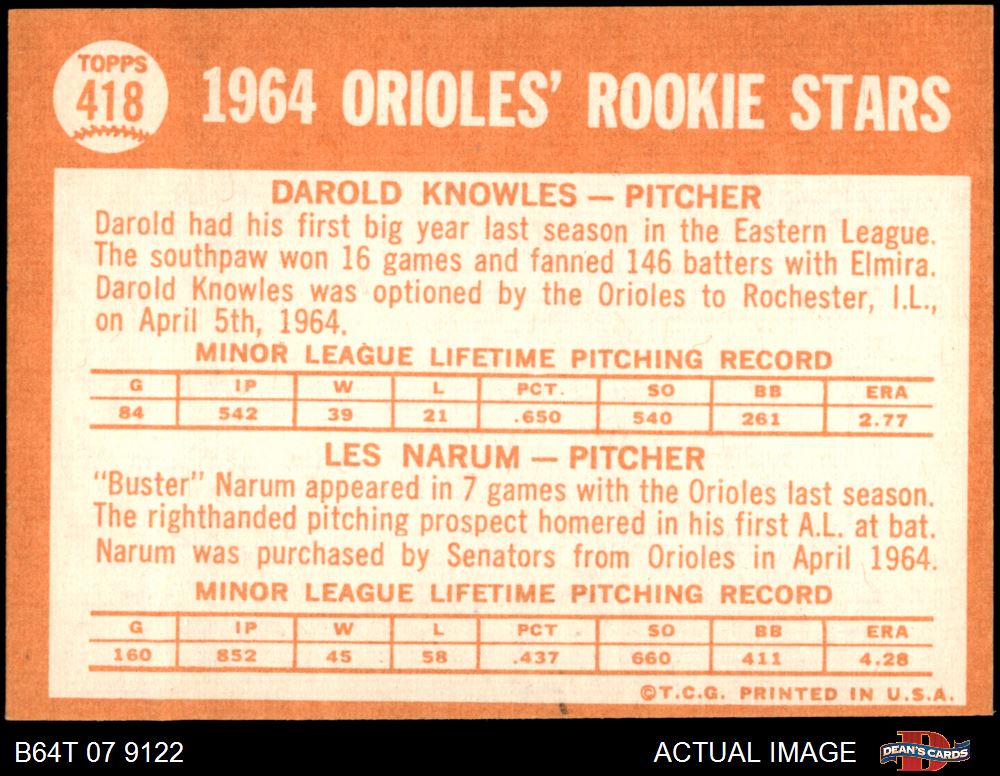 TOPPS
418
1964 ORIOLES' ROOKIE STARS
DAROLD KNOWLES — PITCHER
Darold had his first big year last season in the Eastern League.
The southpaw won 16 games and fanned 146 batters with Elmira.
Darold Knowles was optioned by the Orioles to Rochester, I.L.,
on April 5th, 1964.
MINOR LEAGUE LIFETIME PITCHING RECORD
G IP W L PCT. SO BB ERA
84 542 39 21 .650 540 261 2.77
LES NARUM — PITCHER
"Buster" Narum appeared in 7 games with the Orioles last season.
The righthanded pitching prospect homered in his first A.L. at bat.
Narum was purchased by Senators from Orioles in April 1964.
MINOR LEAGUE LIFETIME PITCHING RECORD
G IP W L PCT SO BB ERA
160 852 45 58 .437 660 411 4.28
©T.C.G. PRINTED IN U.S.A.
B64T 07 9122
ACTUAL IMAGE
D
DEAN'S CARDS